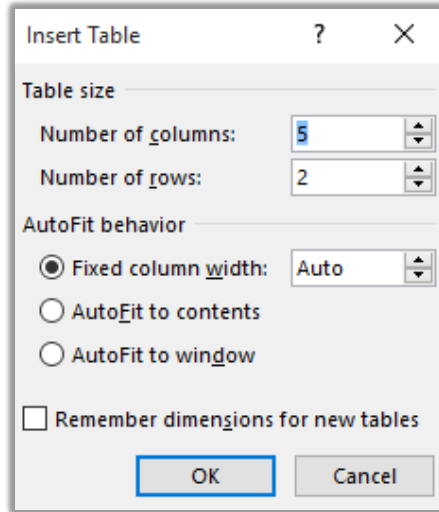 Insert Table ? ×
Table size
Number of columns: 5
Number of rows: 2
AutoFit behavior
Fixed column width: Auto
AutoFit to contents
AutoFit to window
Remember dimensions for new tables
OK Cancel